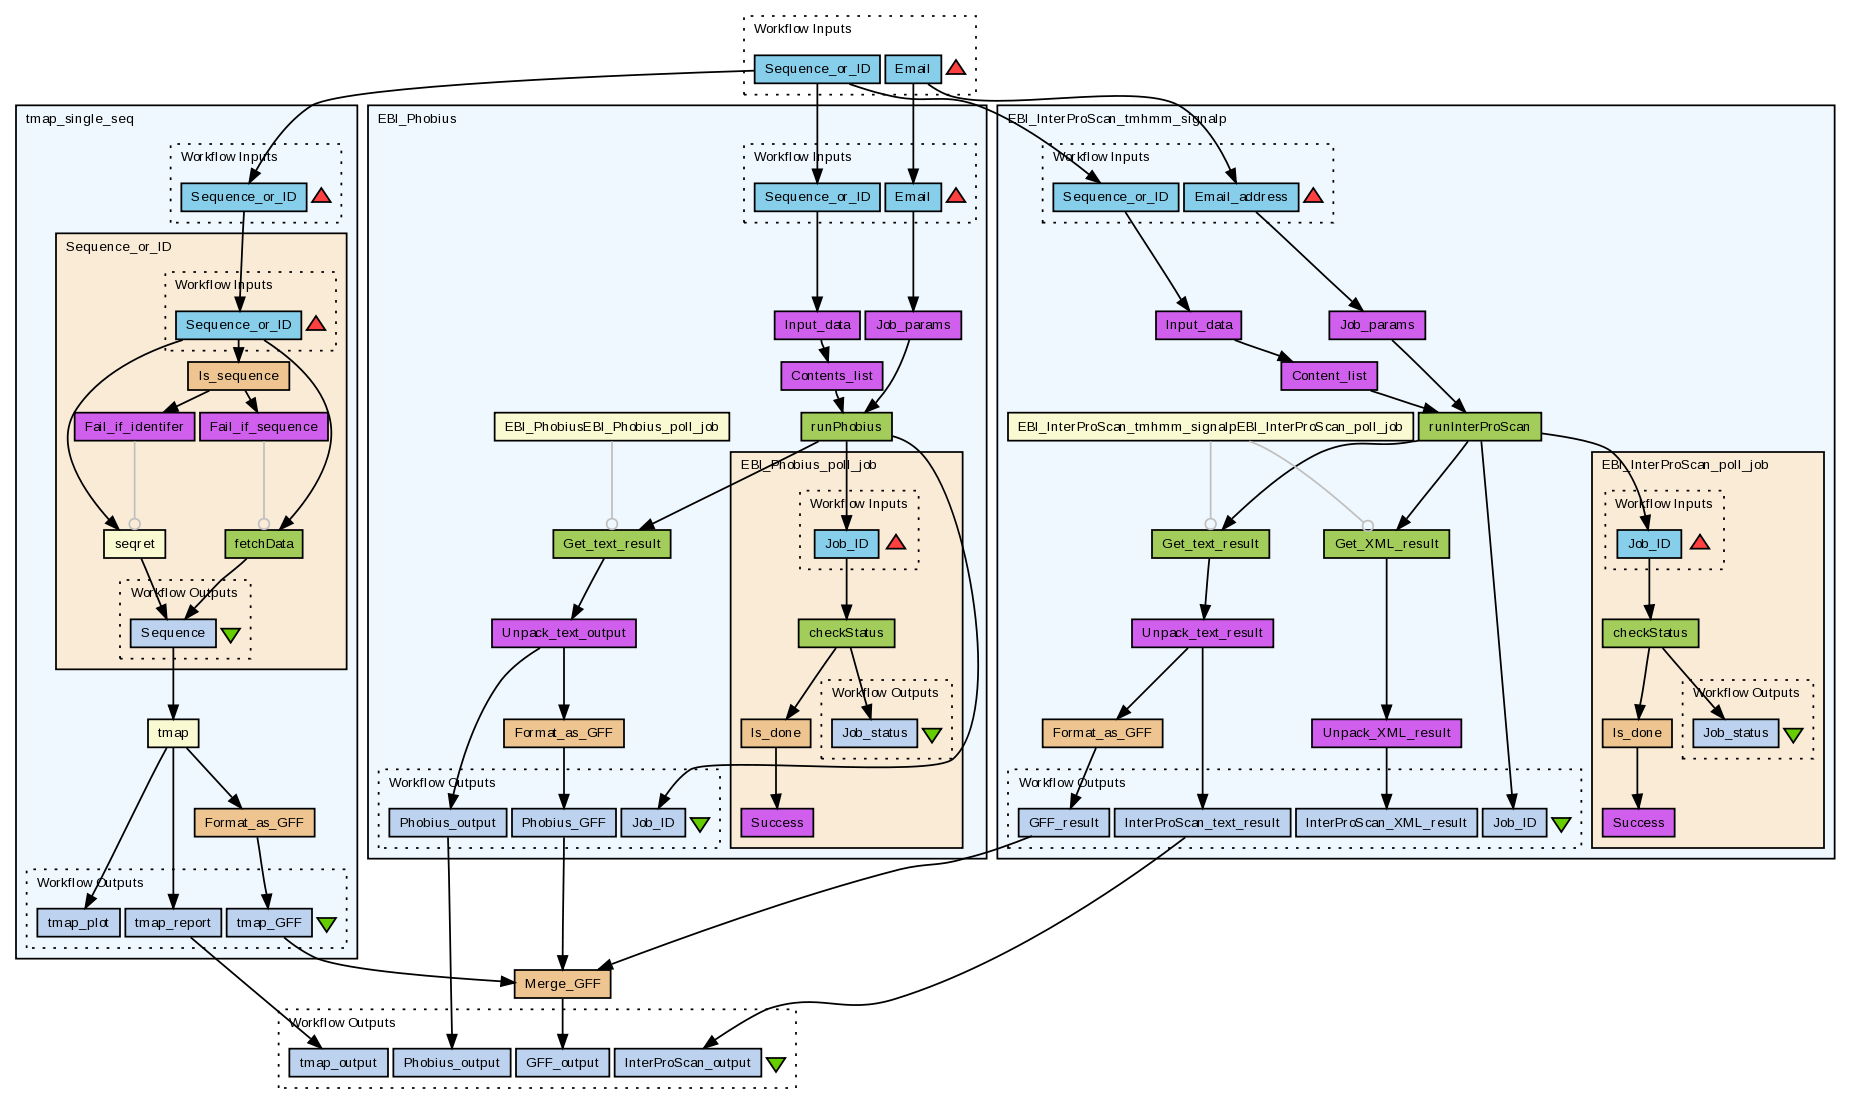 Workflow Inputs
Sequence_or_ID
Email
tmap_single_seq
EBI_Phobius
EBI_InterProScan_tmhmm_signalp
Workflow Inputs
Workflow Inputs
Workflow Inputs
Sequence_or_ID
Sequence_or_ID
Email
Sequence_or_ID
Email_address
Sequence_or_ID
Workflow Inputs
Sequence_or_ID
Input_data
Job_params
Input_data
Job_params
Is_sequence
Contents_list
Content_list
Fail_if_identifer
Fail_if_sequence
EBI_PhobiusEBI_Phobius_poll_job
runPhobius
EBI_InterProScan_tmhmm_signalpEBI_InterProScan_poll_job
runInterProScan
EBI_Phobius_poll_job
EBI_InterProScan_poll_job
Workflow Inputs
Workflow Inputs
seqret
fetchData
Get_text_result
Job_ID
Get_text_result
Get_XML_result
Job_ID
Workflow Outputs
Sequence
Unpack_text_output
checkStatus
Unpack_text_result
checkStatus
Workflow Outputs
Workflow Outputs
tmap
Format_as_GFF
Is_done
Job_status
Format_as_GFF
Unpack_XML_result
Is_done
Job_status
Workflow Outputs
Workflow Outputs
Format_as_GFF
Phobius_output
Phobius_GFF
Job_ID
Success
GFF_result
InterProScan_text_result
InterProScan_XML_result
Job_ID
Success
Workflow Outputs
tmap_plot
tmap_report
tmap_GFF
Merge_GFF
Workflow Outputs
tmap_output
Phobius_output
GFF_output
InterProScan_output